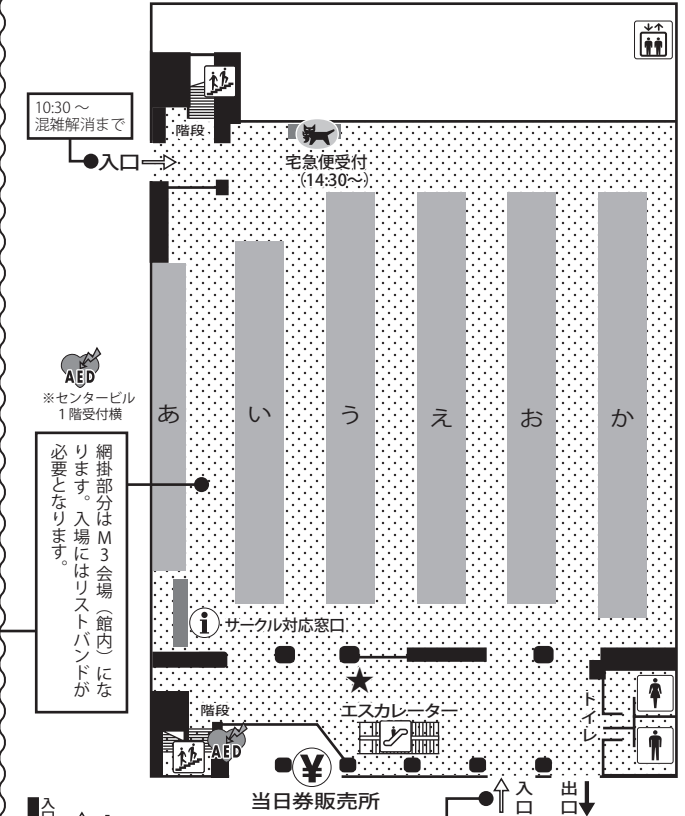 10:30～
混雑解消まで
入口
階段
宅急便受付
(14:30～)
AED
※センタービル
1階受付横
あ
い
う
え
お
か
網掛部分はM3会場（館内）にな
ります。入場にはリストバンドが
必要となります。
i サークル対応窓口
階段
AED
エスカレーター
トイレ
¥
当日券販売所
入口
入口
出口